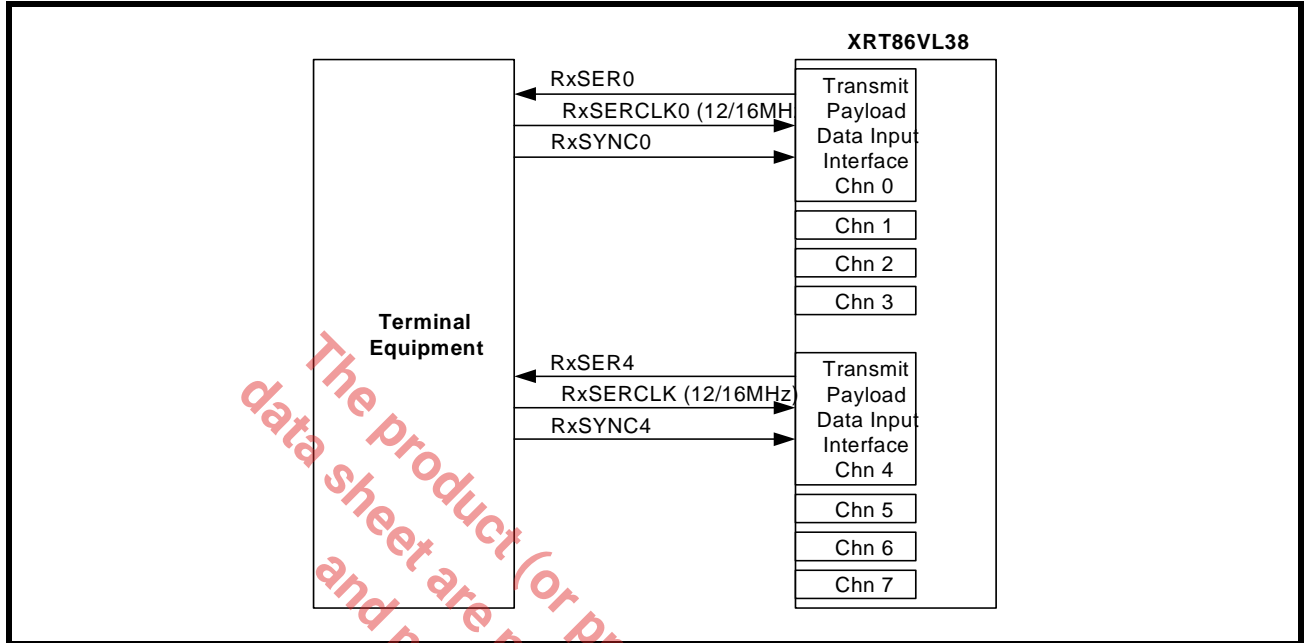 XRT86VL38
RxSER0
RxSERCLK0 (12/16MH
RxSYNC0
Transmit
Payload
Data Input
Interface
Chn 0
Chn 1
Chn 2
Chn 3
Terminal
Equipment
RxSER4
RxSERCLK (12/16MHz)
RxSYNC4
Transmit
Payload
Data Input
Interface
Chn 4
Chn 5
Chn 6
Chn 7
The product (or pr
data sheet are
and